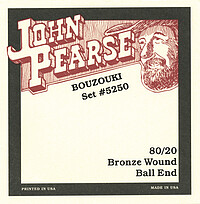 JOHN
PEARSE
BOUZOUKI
Set #5250
80/20
Bronze Wound
Ball End
PRINTED IN USA
MADE IN USA